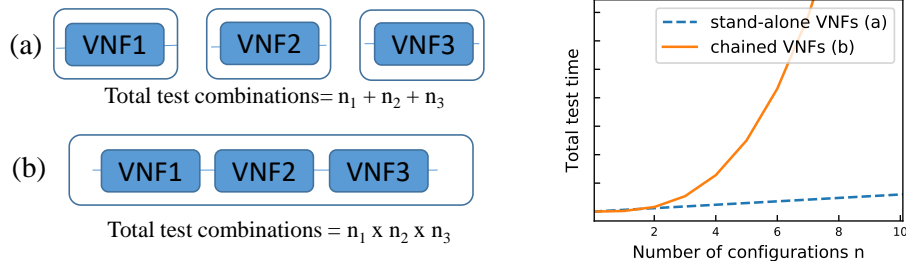 (a)
VNF1 VNF2 VNF3
Total test combinations= n₁ + n₂ + n₃
(b)
VNF1 VNF2 VNF3
Total test combinations = n₁ x n₂ x n₃
Total test time
stand-alone VNFs (a)
chained VNFs (b)
0 2 4 6 8 10
Number of configurations n